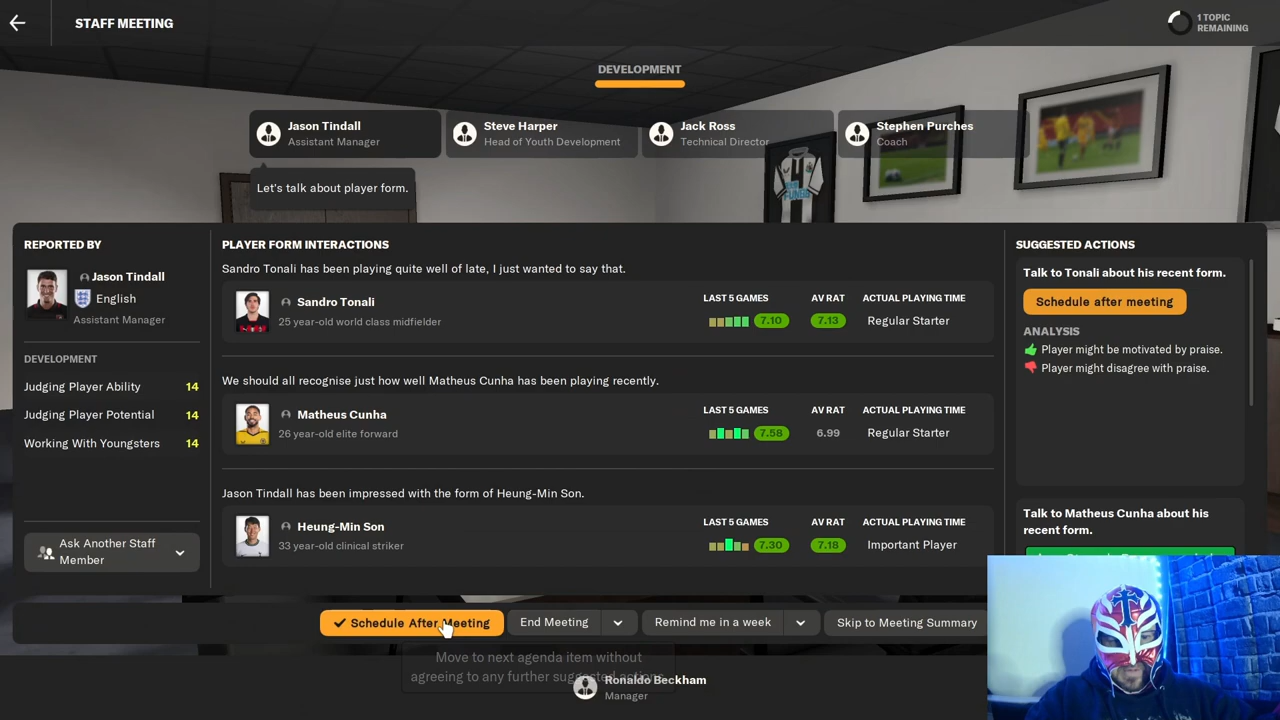 STAFF MEETING
1 TOPIC
REMAINING
DEVELOPMENT
Jason Tindall
Assistant Manager
Steve Harper
Head of Youth Development
Jack Ross
Technical Director
Stephen Purches
Coach
Let's talk about player form.
REPORTED BY
Jason Tindall
English
Assistant Manager
DEVELOPMENT
Judging Player Ability 14
Judging Player Potential 14
Working With Youngsters 14
Ask Another Staff
Member
PLAYER FORM INTERACTIONS
Sandro Tonali has been playing quite well of late, I just wanted to say that.
Sandro Tonali
25 year-old world class midfielder
LAST 5 GAMES AV RAT ACTUAL PLAYING TIME
7.10 7.13 Regular Starter
We should all recognise just how well Matheus Cunha has been playing recently.
Matheus Cunha
26 year-old elite forward
LAST 5 GAMES AV RAT ACTUAL PLAYING TIME
7.58 6.99 Regular Starter
Jason Tindall has been impressed with the form of Heung-Min Son.
Heung-Min Son
33 year-old clinical striker
LAST 5 GAMES AV RAT ACTUAL PLAYING TIME
7.30 7.18 Important Player
SUGGESTED ACTIONS
Talk to Tonali about his recent form.
Schedule after meeting
ANALYSIS
Player might be motivated by praise.
Player might disagree with praise.
Talk to Matheus Cunha about his
recent form.
Schedule After Meeting
End Meeting
Remind me in a week
Skip to Meeting Summary
Move to next agenda item without
agreeing to any further suggested actions
Ronaldo Beckham
Manager